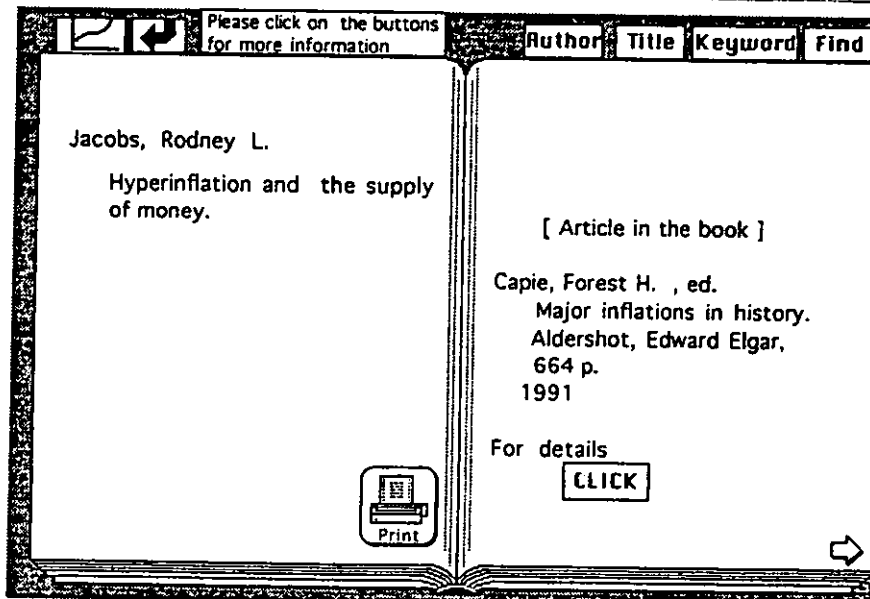 Please click on the buttons
for more information
Author Title Keyword Find
Jacobs, Rodney L.
Hyperinflation and the supply
of money.
Print
[ Article in the book ]
Capie, Forest H. , ed.
Major inflations in history.
Aldershot, Edward Elgar,
664 p.
1991
For details
CLICK